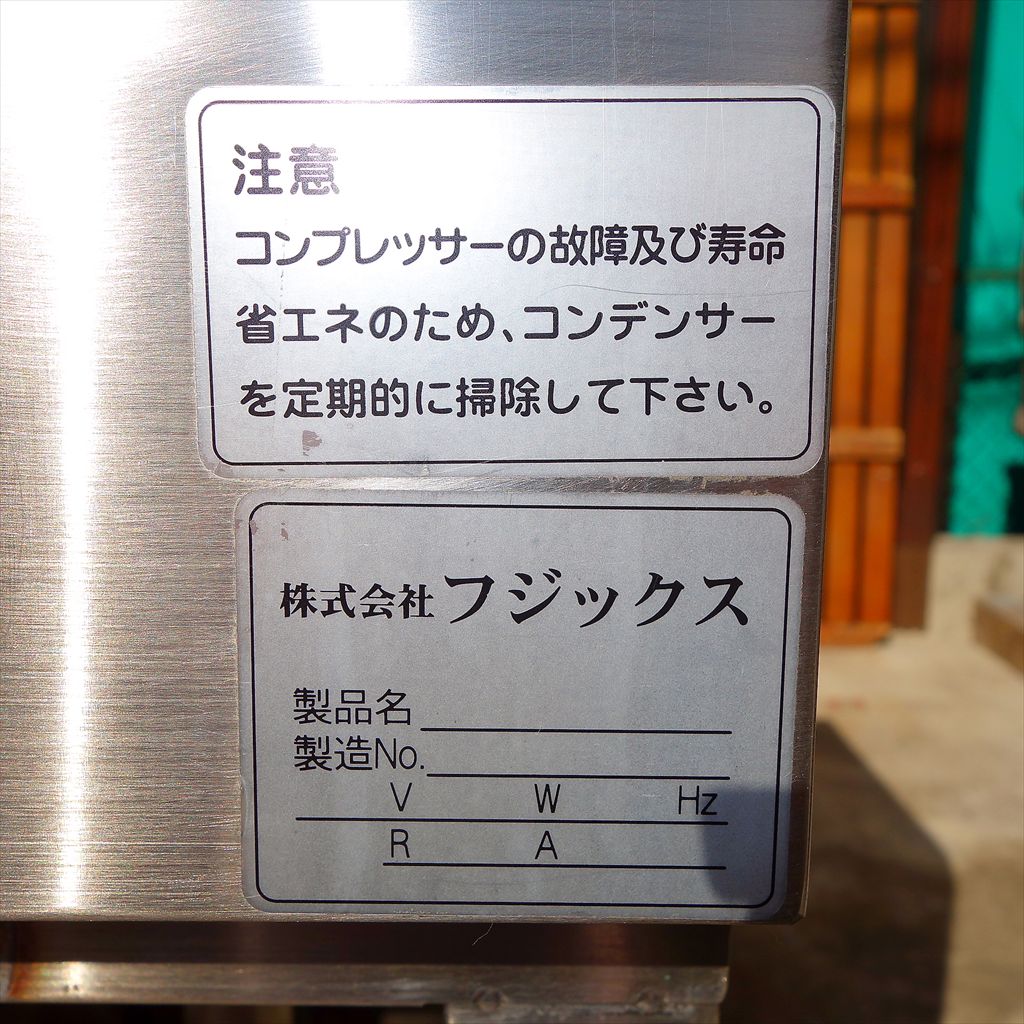 注意
コンプレッサーの故障及び寿命
省エネのため、コンデンサー
を定期的に掃除して下さい。
株式会社フジックス
製品名
製造No.
V W Hz
R A